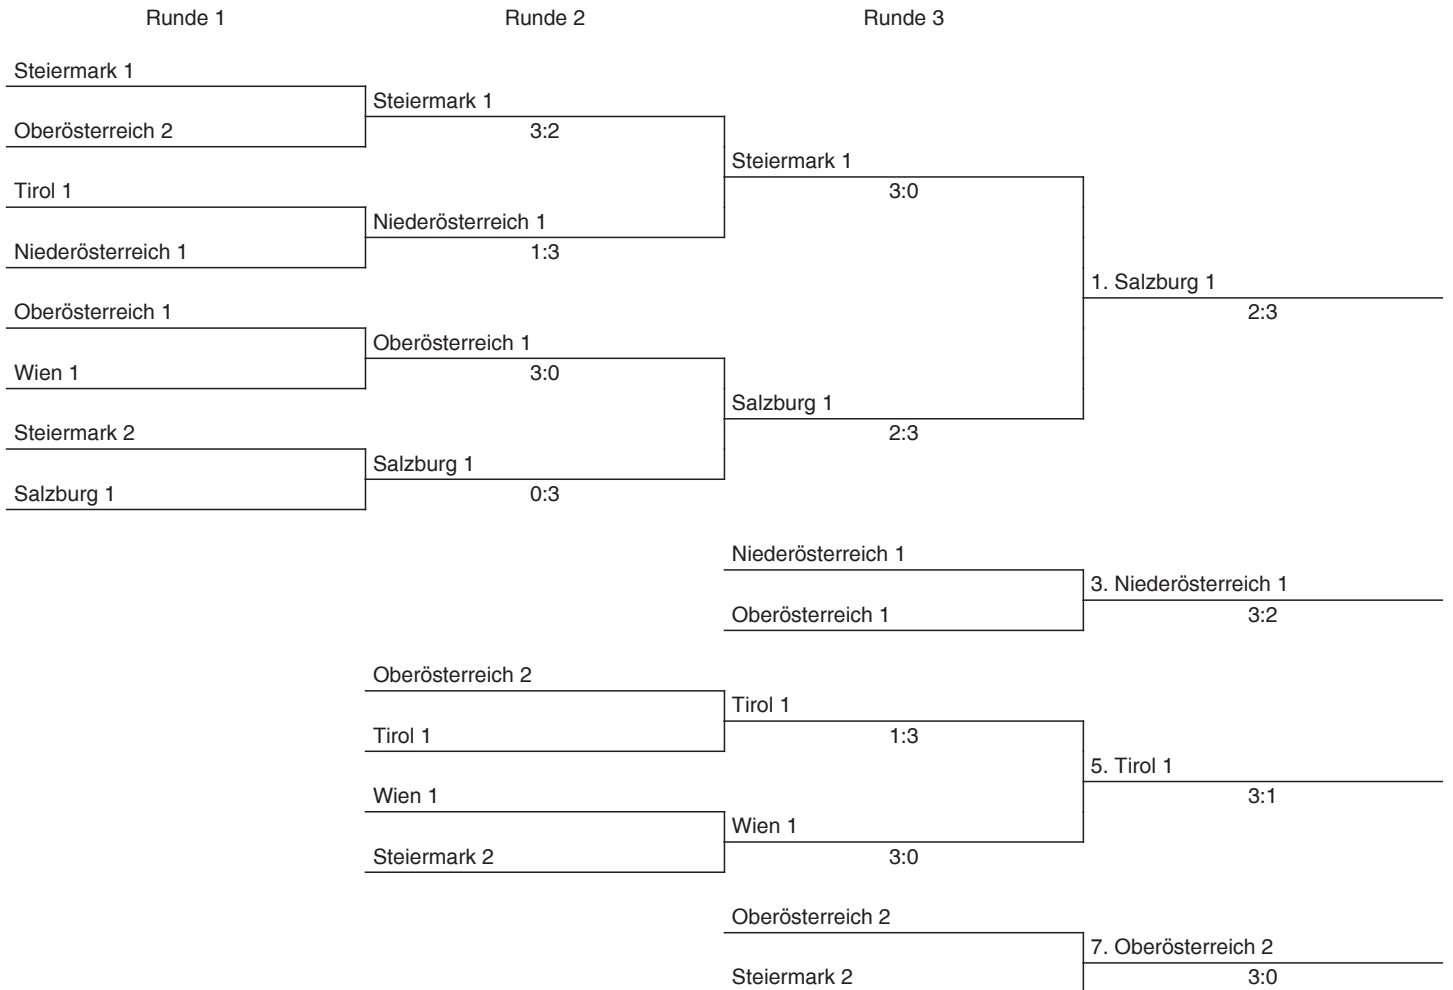 Runde 1 Runde 2 Runde 3
Steiermark 1
Steiermark 1
Oberösterreich 2 3:2
Steiermark 1
Tirol 1 3:0
Niederösterreich 1
Niederösterreich 1 1:3
1. Salzburg 1
Oberösterreich 1 2:3
Oberösterreich 1
Wien 1 3:0
Salzburg 1
Steiermark 2 2:3
Salzburg 1
Salzburg 1 0:3
Niederösterreich 1
3. Niederösterreich 1
Oberösterreich 1 3:2
Oberösterreich 2
Tirol 1
Tirol 1 1:3
5. Tirol 1
Wien 1 3:1
Wien 1
Steiermark 2 3:0
Oberösterreich 2
7. Oberösterreich 2
Steiermark 2 3:0